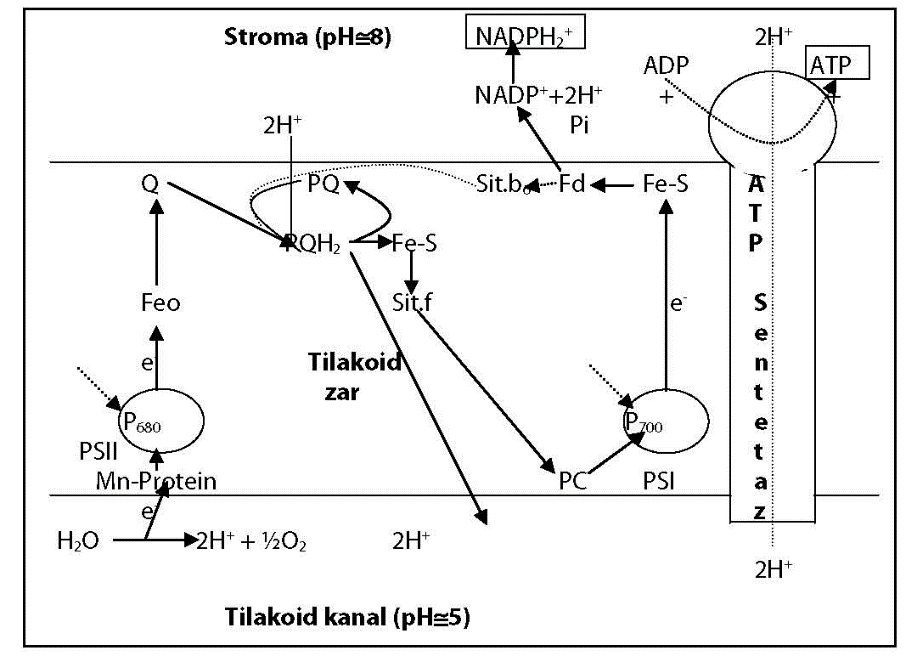 Stroma (pH≅8)
NADPH₂⁺
2H⁺
ADP
ATP
+
+
NADP⁺+2H⁺
Pi
2H⁺
Q
PQ
Sit.b₆
Fd
Fe-S
PQH₂
Fe-S
Feo
Sit.f
e⁻
ATP Sentetaz
Tilakoid
zar
e
P₆₈₀
P₇₀₀
PSII
Mn-Protein
PC
PSI
e
H₂O
2H⁺ + ½O₂
2H⁺
2H⁺
Tilakoid kanal (pH≅5)